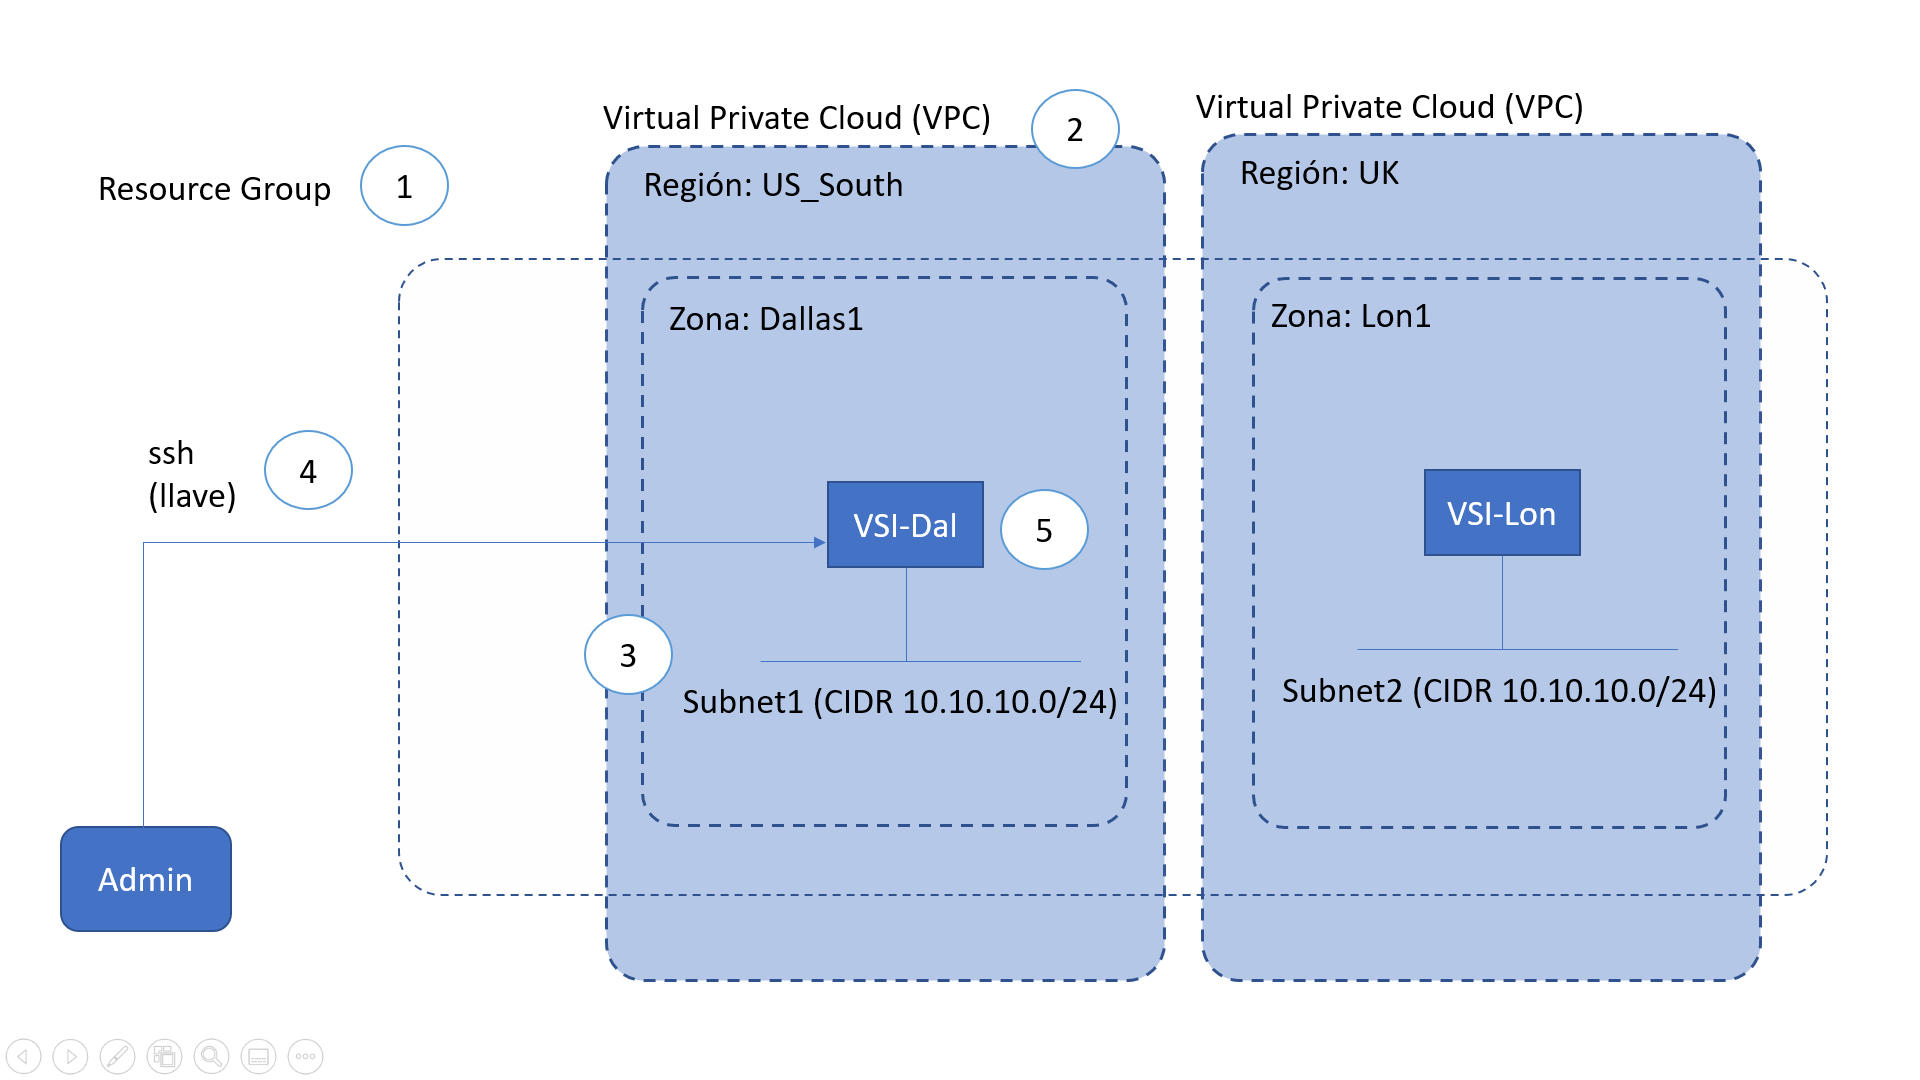 Virtual Private Cloud (VPC)
2
Virtual Private Cloud (VPC)
Resource Group
1
Región: US_South
Región: UK
Zona: Dallas1
Zona: Lon1
ssh
(llave)
4
VSI-Dal
5
VSI-Lon
3
Subnet1 (CIDR 10.10.10.0/24)
Subnet2 (CIDR 10.10.10.0/24)
Admin